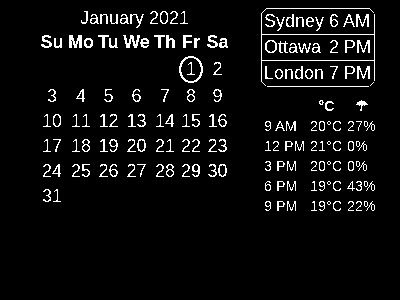 January 2021
Su Mo Tu We Th Fr Sa
1 2
3 4 5 6 7 8 9
10 11 12 13 14 15 16
17 18 19 20 21 22 23
24 25 26 27 28 29 30
31
Sydney 6 AM
Ottawa 2 PM
London 7 PM
°C ☂
9 AM 20°C 27%
12 PM 21°C 0%
3 PM 20°C 0%
6 PM 19°C 43%
9 PM 19°C 22%